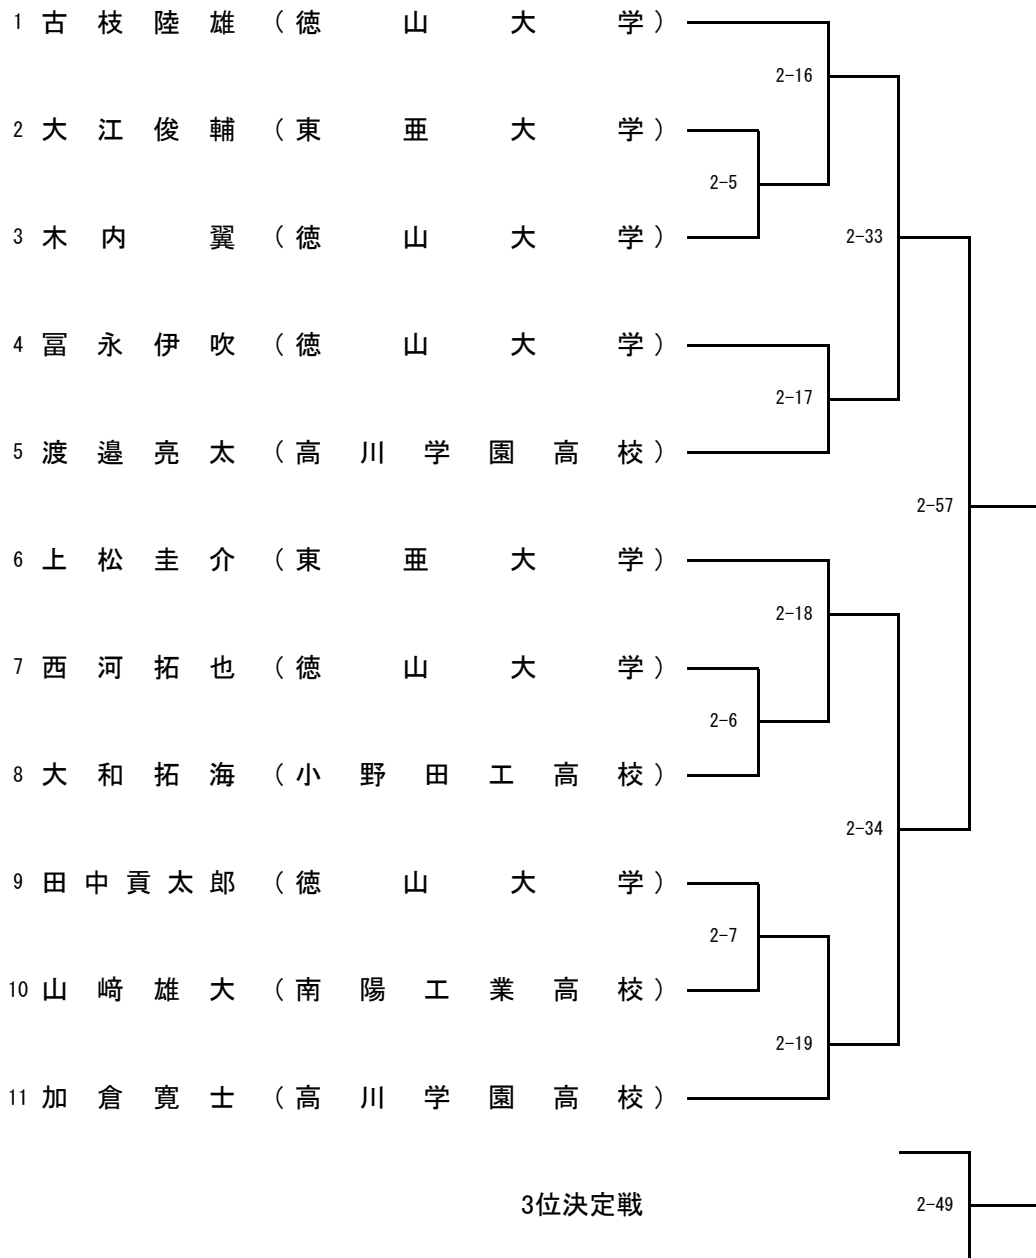 1 古枝陸雄（徳山大学）
2-16
2 大江俊輔（東亜大学）
2-5
3 木内 翼（徳山大学）
2-33
4 冨永伊吹（徳山大学）
2-17
5 渡邉亮太（高川学園高校）
2-57
6 上松圭介（東亜大学）
2-18
7 西河拓也（徳山大学）
2-6
8 大和拓海（小野田工高校）
2-34
9 田中貢太郎（徳山大学）
2-7
10 山﨑雄大（南陽工業高校）
2-19
11 加倉寛士（高川学園高校）
3位決定戦 2-49